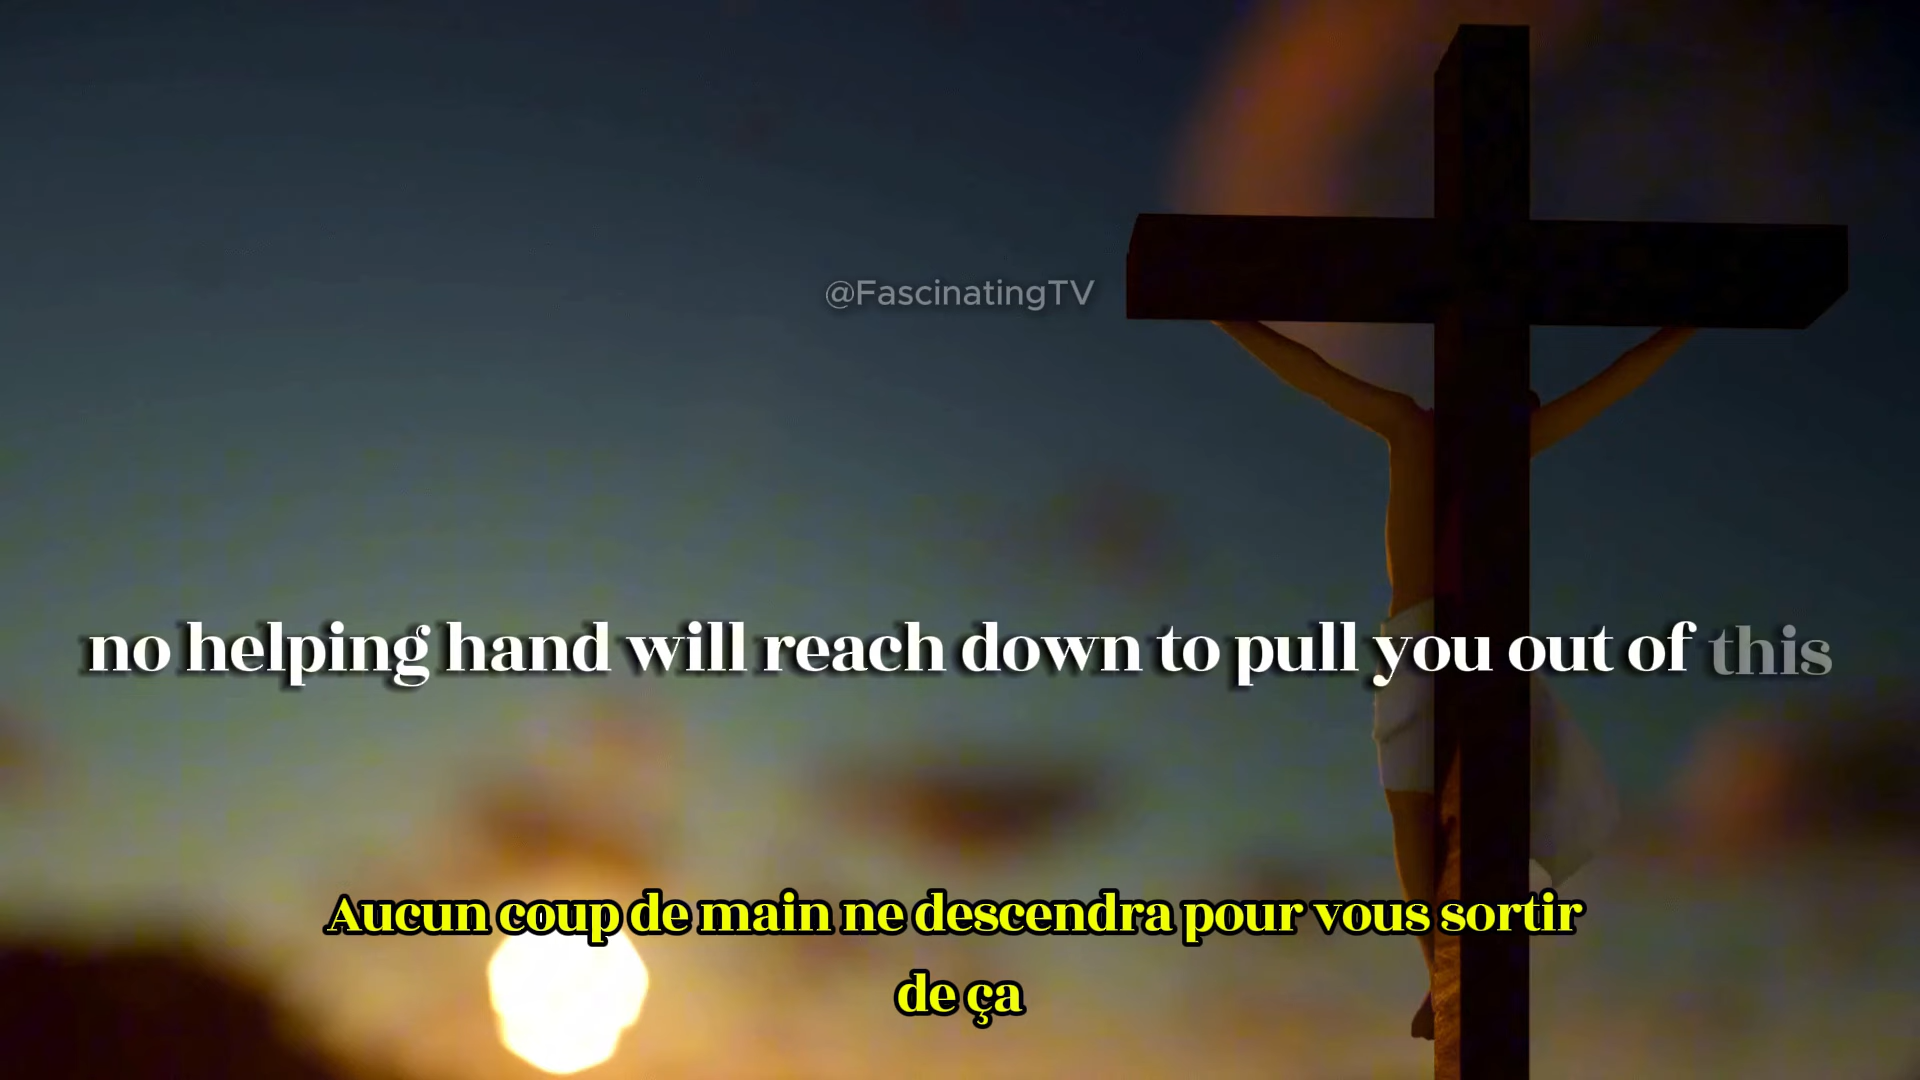 @FascinatingTV
no helping hand will reach down to pull you out of this
Aucun coup de main ne descendra pour vous sortir
de ça